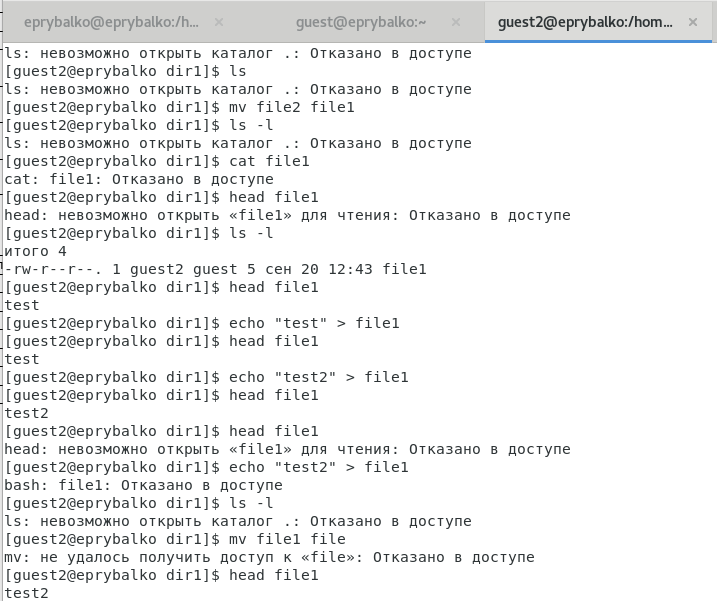 eprybalko@eprybalko:/h...
guest@eprybalko:~
guest2@eprybalko:/hom...
ls: невозможно открыть каталог .: Отказано в доступе
[guest2@eprybalko dir1]$ ls
ls: невозможно открыть каталог .: Отказано в доступе
[guest2@eprybalko dir1]$ mv file2 file1
[guest2@eprybalko dir1]$ ls -l
ls: невозможно открыть каталог .: Отказано в доступе
[guest2@eprybalko dir1]$ cat file1
cat: file1: Отказано в доступе
[guest2@eprybalko dir1]$ head file1
head: невозможно открыть «file1» для чтения: Отказано в доступе
[guest2@eprybalko dir1]$ ls -l
итого 4
-rw-r--r--. 1 guest2 guest 5 сен 20 12:43 file1
[guest2@eprybalko dir1]$ head file1
test
[guest2@eprybalko dir1]$ echo "test" > file1
[guest2@eprybalko dir1]$ head file1
test
[guest2@eprybalko dir1]$ echo "test2" > file1
[guest2@eprybalko dir1]$ head file1
test2
[guest2@eprybalko dir1]$ head file1
head: невозможно открыть «file1» для чтения: Отказано в доступе
[guest2@eprybalko dir1]$ echo "test2" > file1
bash: file1: Отказано в доступе
[guest2@eprybalko dir1]$ ls -l
ls: невозможно открыть каталог .: Отказано в доступе
[guest2@eprybalko dir1]$ mv file1 file
mv: не удалось получить доступ к «file»: Отказано в доступе
[guest2@eprybalko dir1]$ head file1
test2